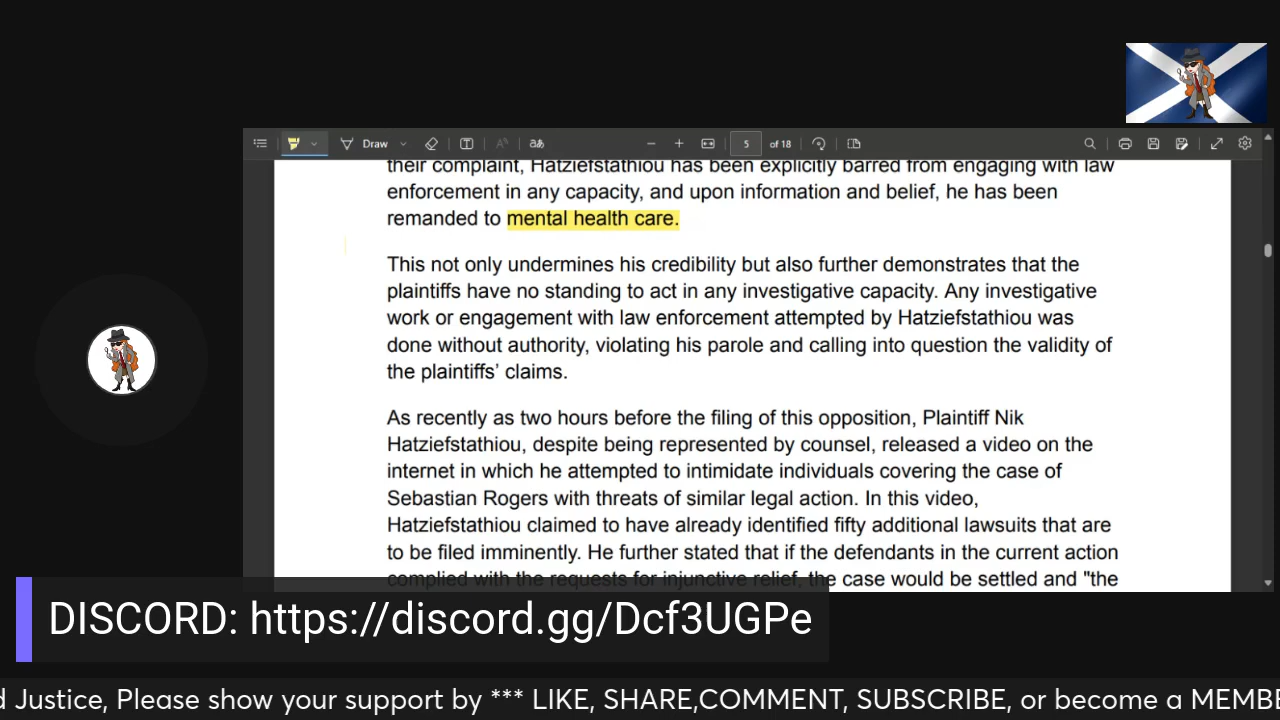 Draw
5
of 18
their complaint, Hatziefstathiou has been explicitly barred from engaging with law
enforcement in any capacity, and upon information and belief, he has been
remanded to mental health care.
This not only undermines his credibility but also further demonstrates that the
plaintiffs have no standing to act in any investigative capacity. Any investigative
work or engagement with law enforcement attempted by Hatziefstathiou was
done without authority, violating his parole and calling into question the validity of
the plaintiffs’ claims.
As recently as two hours before the filing of this opposition, Plaintiff Nik
Hatziefstathiou, despite being represented by counsel, released a video on the
internet in which he attempted to intimidate individuals covering the case of
Sebastian Rogers with threats of similar legal action. In this video,
Hatziefstathiou claimed to have already identified fifty additional lawsuits that are
to be filed imminently. He further stated that if the defendants in the current action
complied with the requests for injunctive relief, the case would be settled and "the
DISCORD: https://discord.gg/Dcf3UGPe
d Justice, Please show your support by *** LIKE, SHARE,COMMENT, SUBSCRIBE, or become a MEMBE